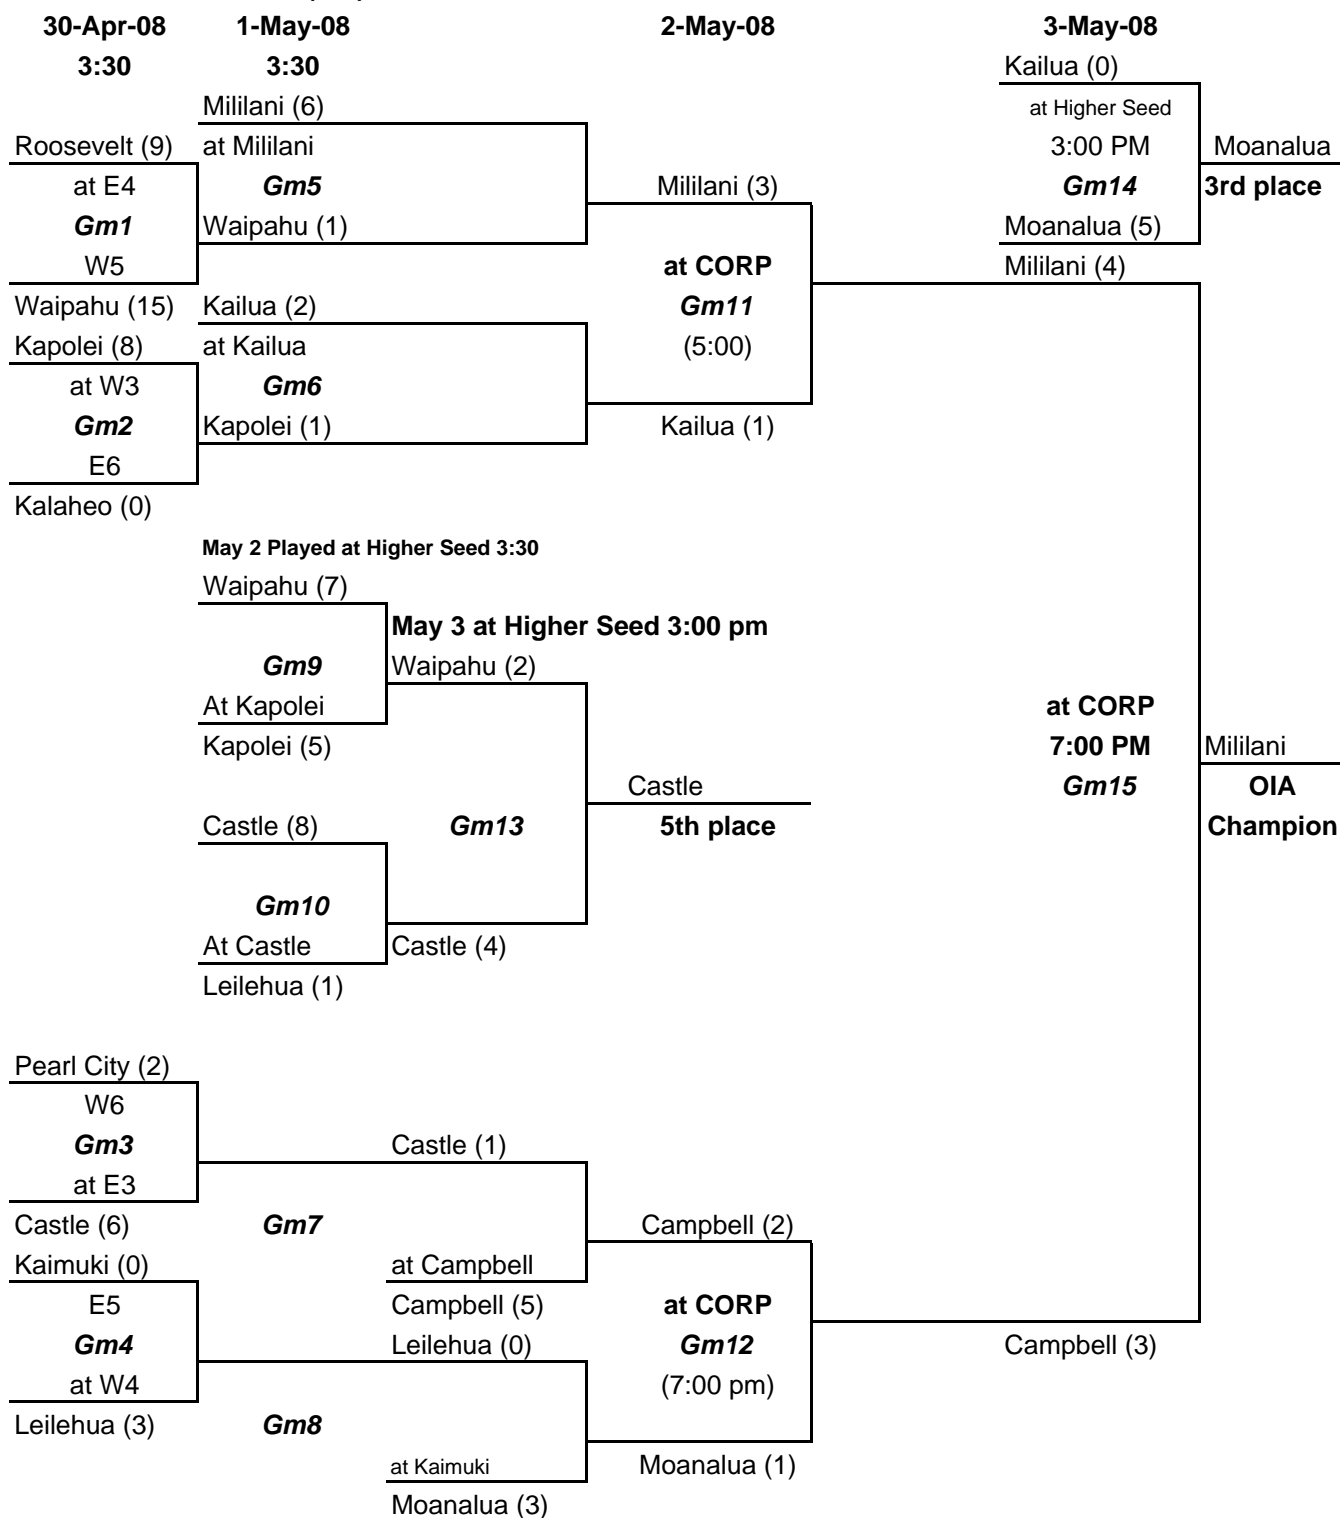 30-Apr-08 1-May-08 2-May-08 3-May-08
3:30 3:30 Kailua (0)
Mililani (6) at Higher Seed
Roosevelt (9) at Mililani 3:00 PM Moanalua
at E4 Gm5 Mililani (3) Gm14 3rd place
Gm1 Waipahu (1) Moanalua (5)
W5 at CORP Mililani (4)
Waipahu (15) Kailua (2) Gm11
Kapolei (8) at Kailua (5:00)
at W3 Gm6
Gm2 Kapolei (1) Kailua (1)
E6
Kalaheo (0)
May 2 Played at Higher Seed 3:30
Waipahu (7)
May 3 at Higher Seed 3:00 pm
Gm9 Waipahu (2)
At Kapolei at CORP
Kapolei (5) 7:00 PM Mililani
Castle Gm15 OIA
Castle (8) Gm13 5th place Champion
Gm10
At Castle Castle (4)
Leilehua (1)
Pearl City (2)
W6
Gm3 Castle (1)
at E3
Castle (6) Gm7 Campbell (2)
Kaimuki (0) at Campbell
E5 Campbell (5) at CORP
Gm4 Leilehua (0) Gm12 Campbell (3)
at W4 (7:00 pm)
Leilehua (3) Gm8
at Kaimuki Moanalua (1)
Moanalua (3)